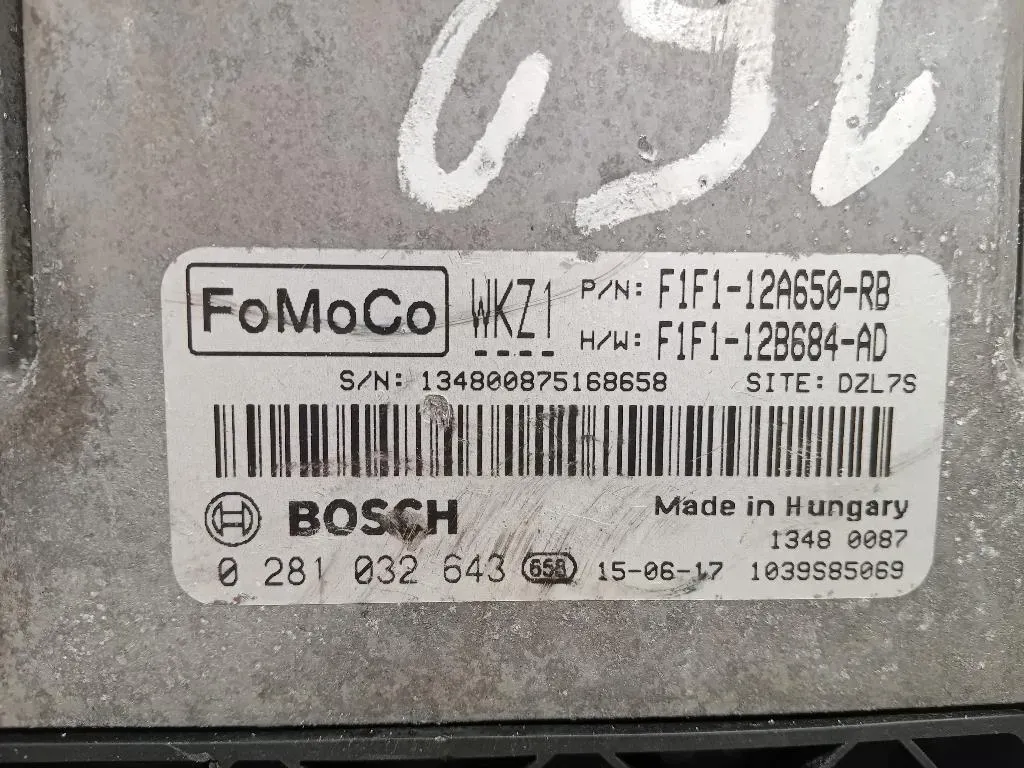 FoMoCo WKZ1 P/N: F1F1-12A650-RB
H/W: F1F1-12B684-AD
S/N: 134800875168658 SITE: DZL7S
BOSCH Made in Hungary
1348 0087
0 281 032 643 658 15-06-17 1039S85069